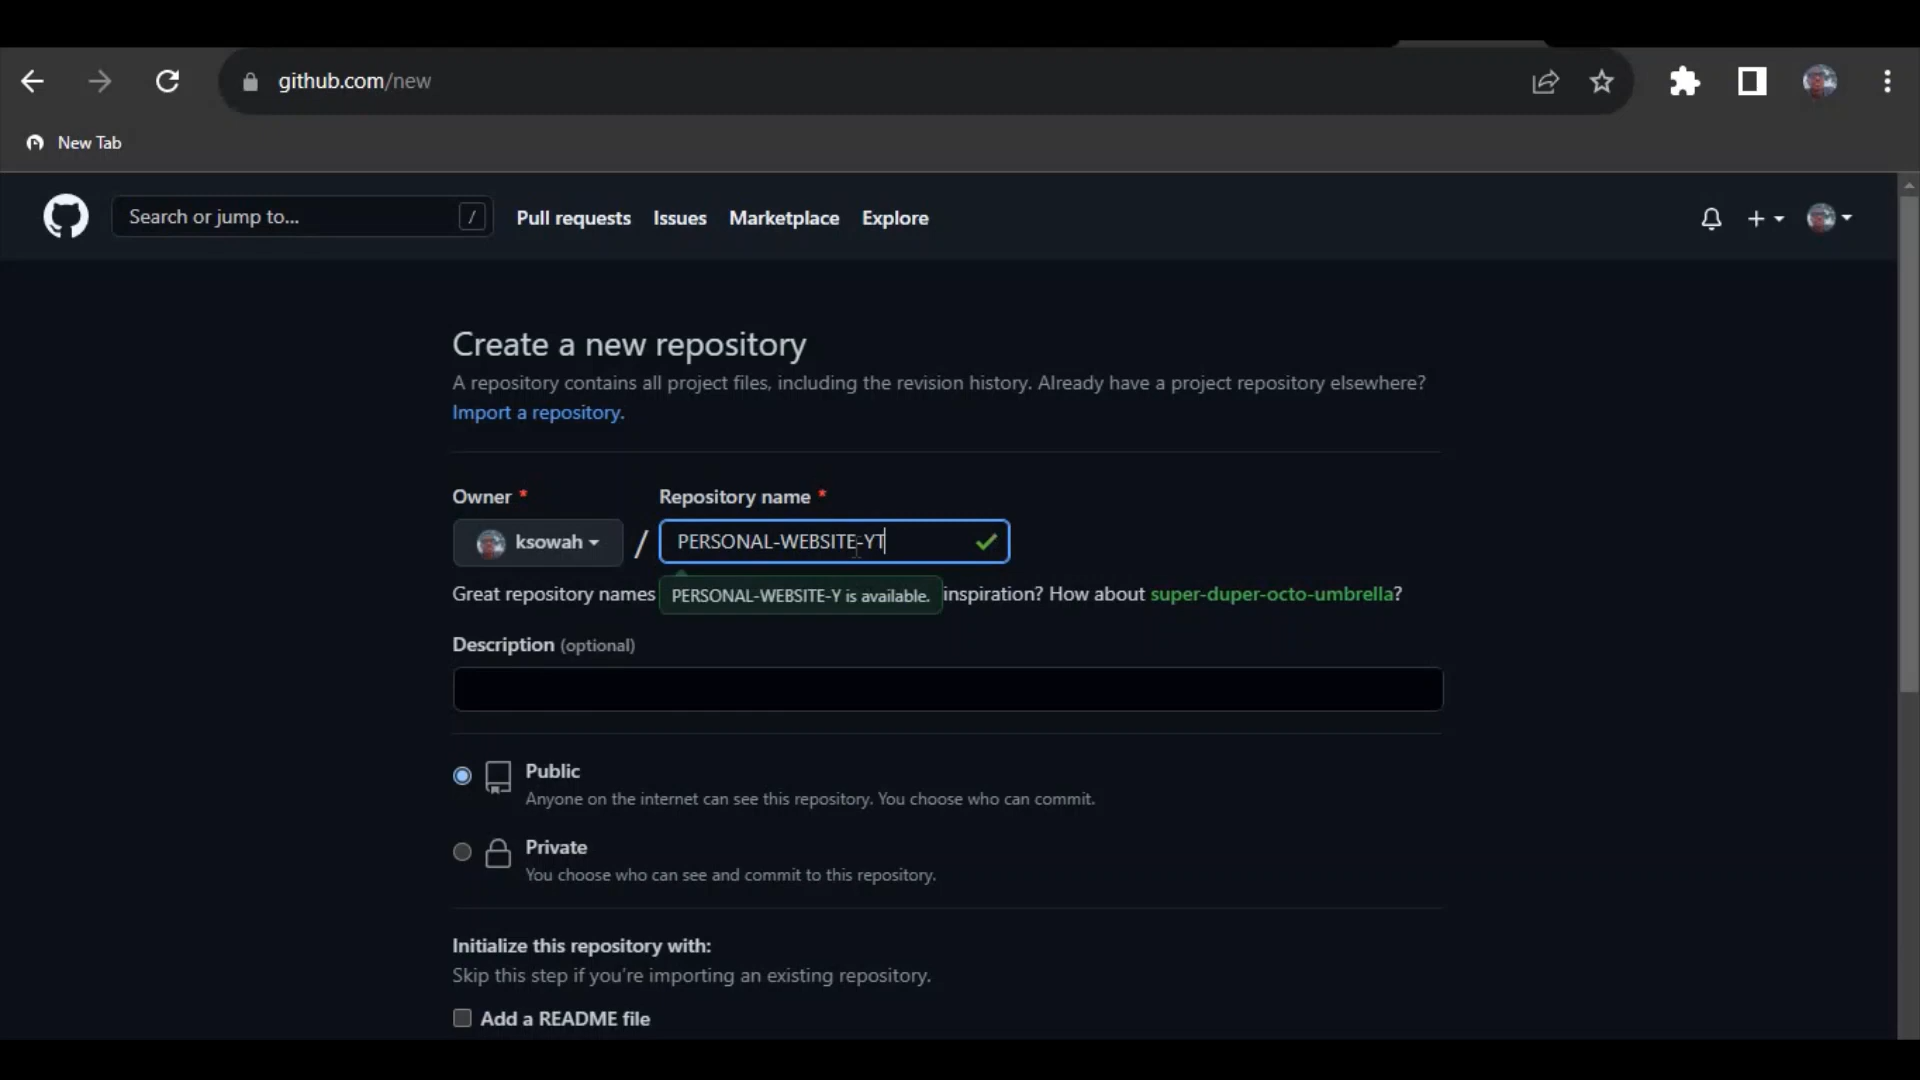 github.com/new
New Tab
Search or jump to... / Pull requests Issues Marketplace Explore
Create a new repository
A repository contains all project files, including the revision history. Already have a project repository elsewhere?
Import a repository.
Owner * Repository name *
ksowah / PERSONAL-WEBSITE-YT
Great repository names PERSONAL-WEBSITE-Y is available. inspiration? How about super-duper-octo-umbrella?
Description (optional)
Public
Anyone on the internet can see this repository. You choose who can commit.
Private
You choose who can see and commit to this repository.
Initialize this repository with:
Skip this step if you're importing an existing repository.
Add a README file